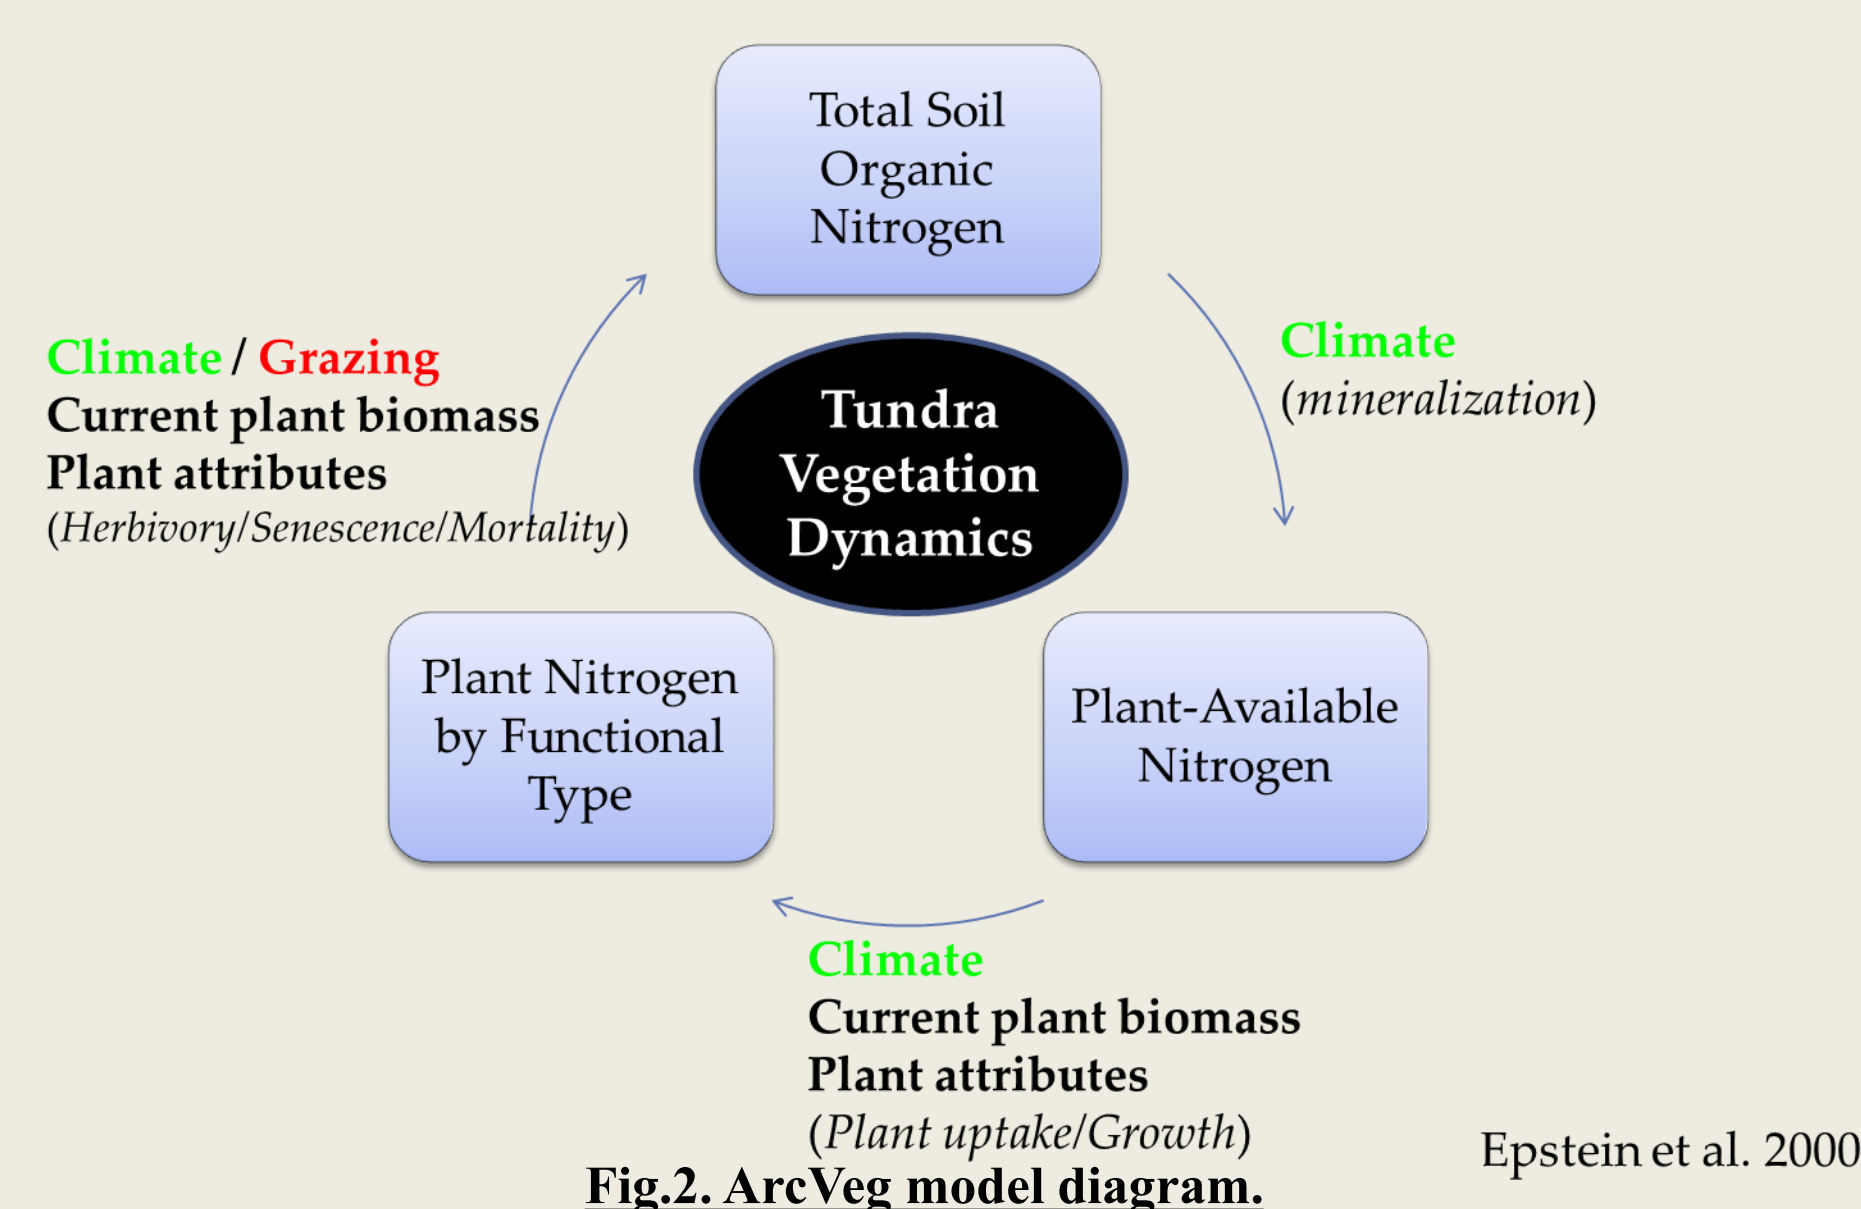 Total Soil
Organic
Nitrogen
Climate / Grazing
Current plant biomass
Plant attributes
(Herbivory/Senescence/Mortality)
Climate
(mineralization)
Tundra
Vegetation
Dynamics
Plant Nitrogen
by Functional
Type
Plant-Available
Nitrogen
Climate
Current plant biomass
Plant attributes
(Plant uptake/Growth)
Epstein et al. 2000
Fig.2. ArcVeg model diagram.